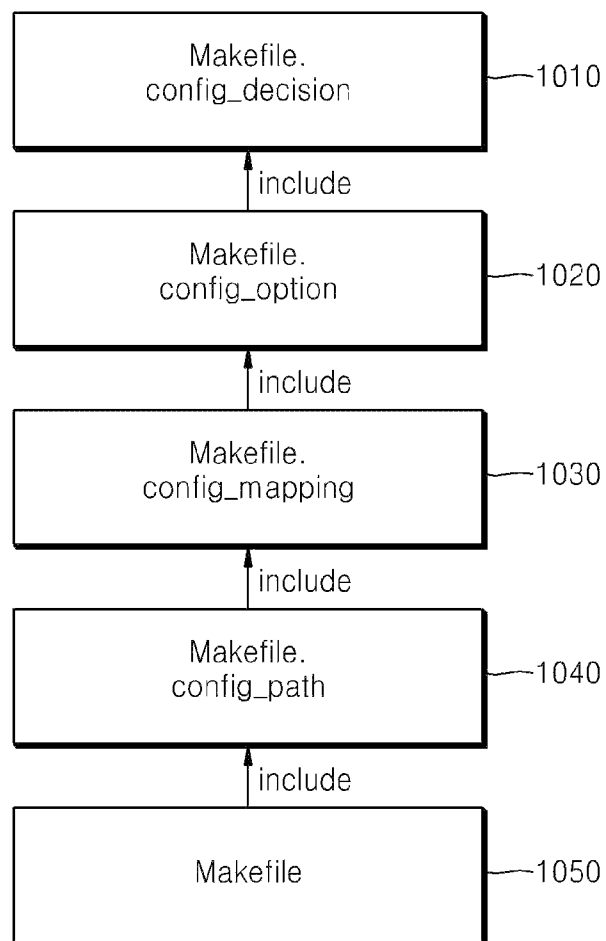 Makefile.
config_decision
1010
include
Makefile.
config_option
1020
include
Makefile.
config_mapping
1030
include
Makefile.
config_path
1040
include
Makefile
1050